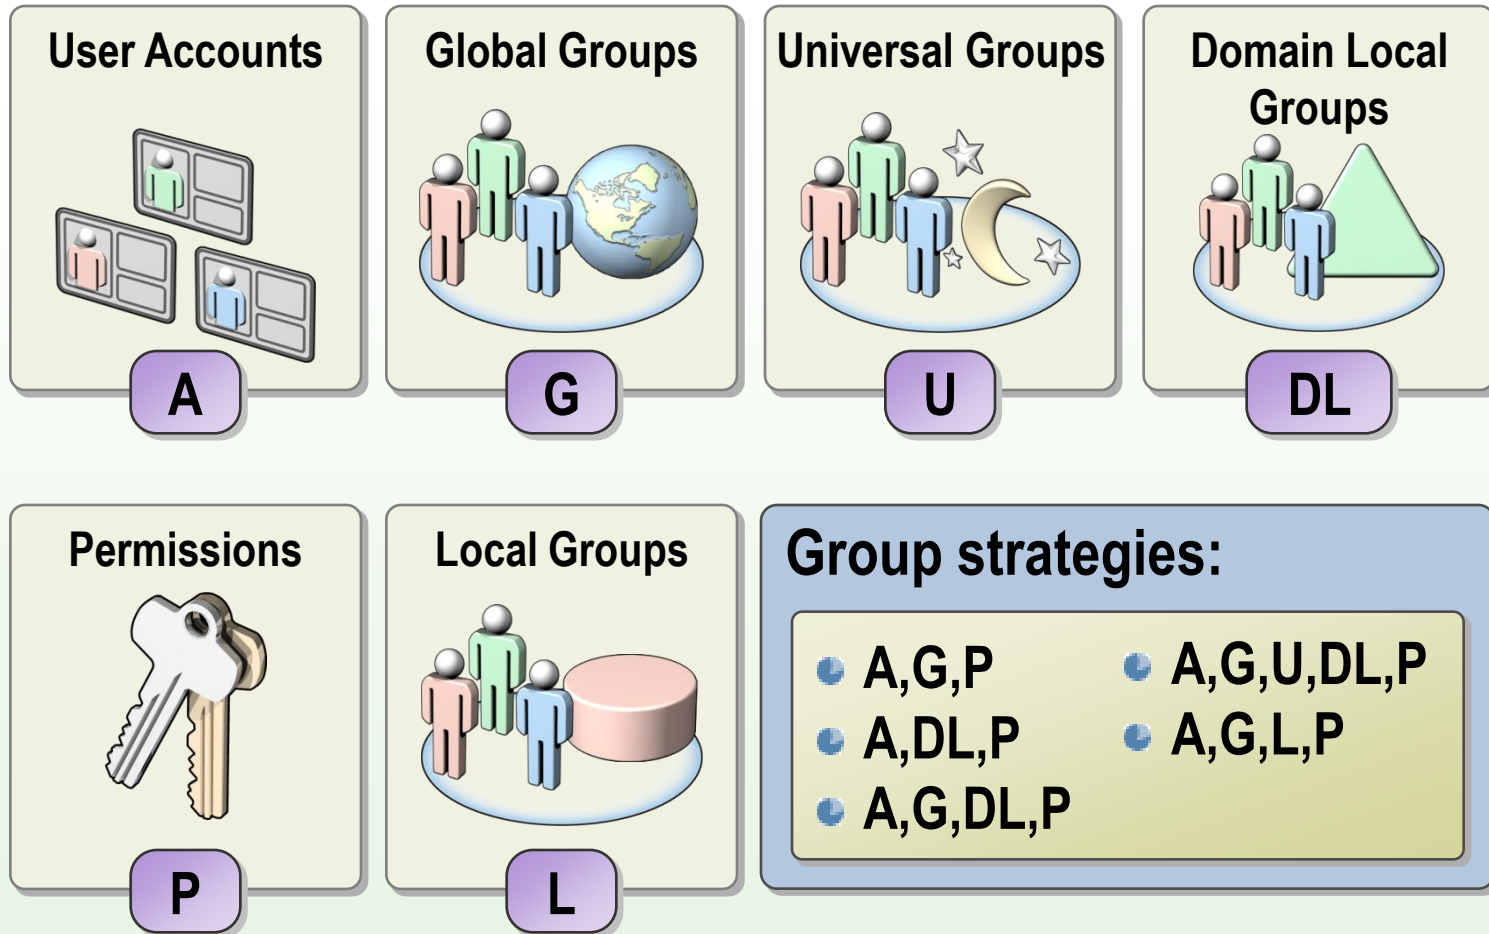 User Accounts
A
Global Groups
G
Universal Groups
U
Domain Local
Groups
DL
Permissions
P
Local Groups
L
Group strategies:
A,G,P
A,DL,P
A,G,DL,P
A,G,U,DL,P
A,G,L,P